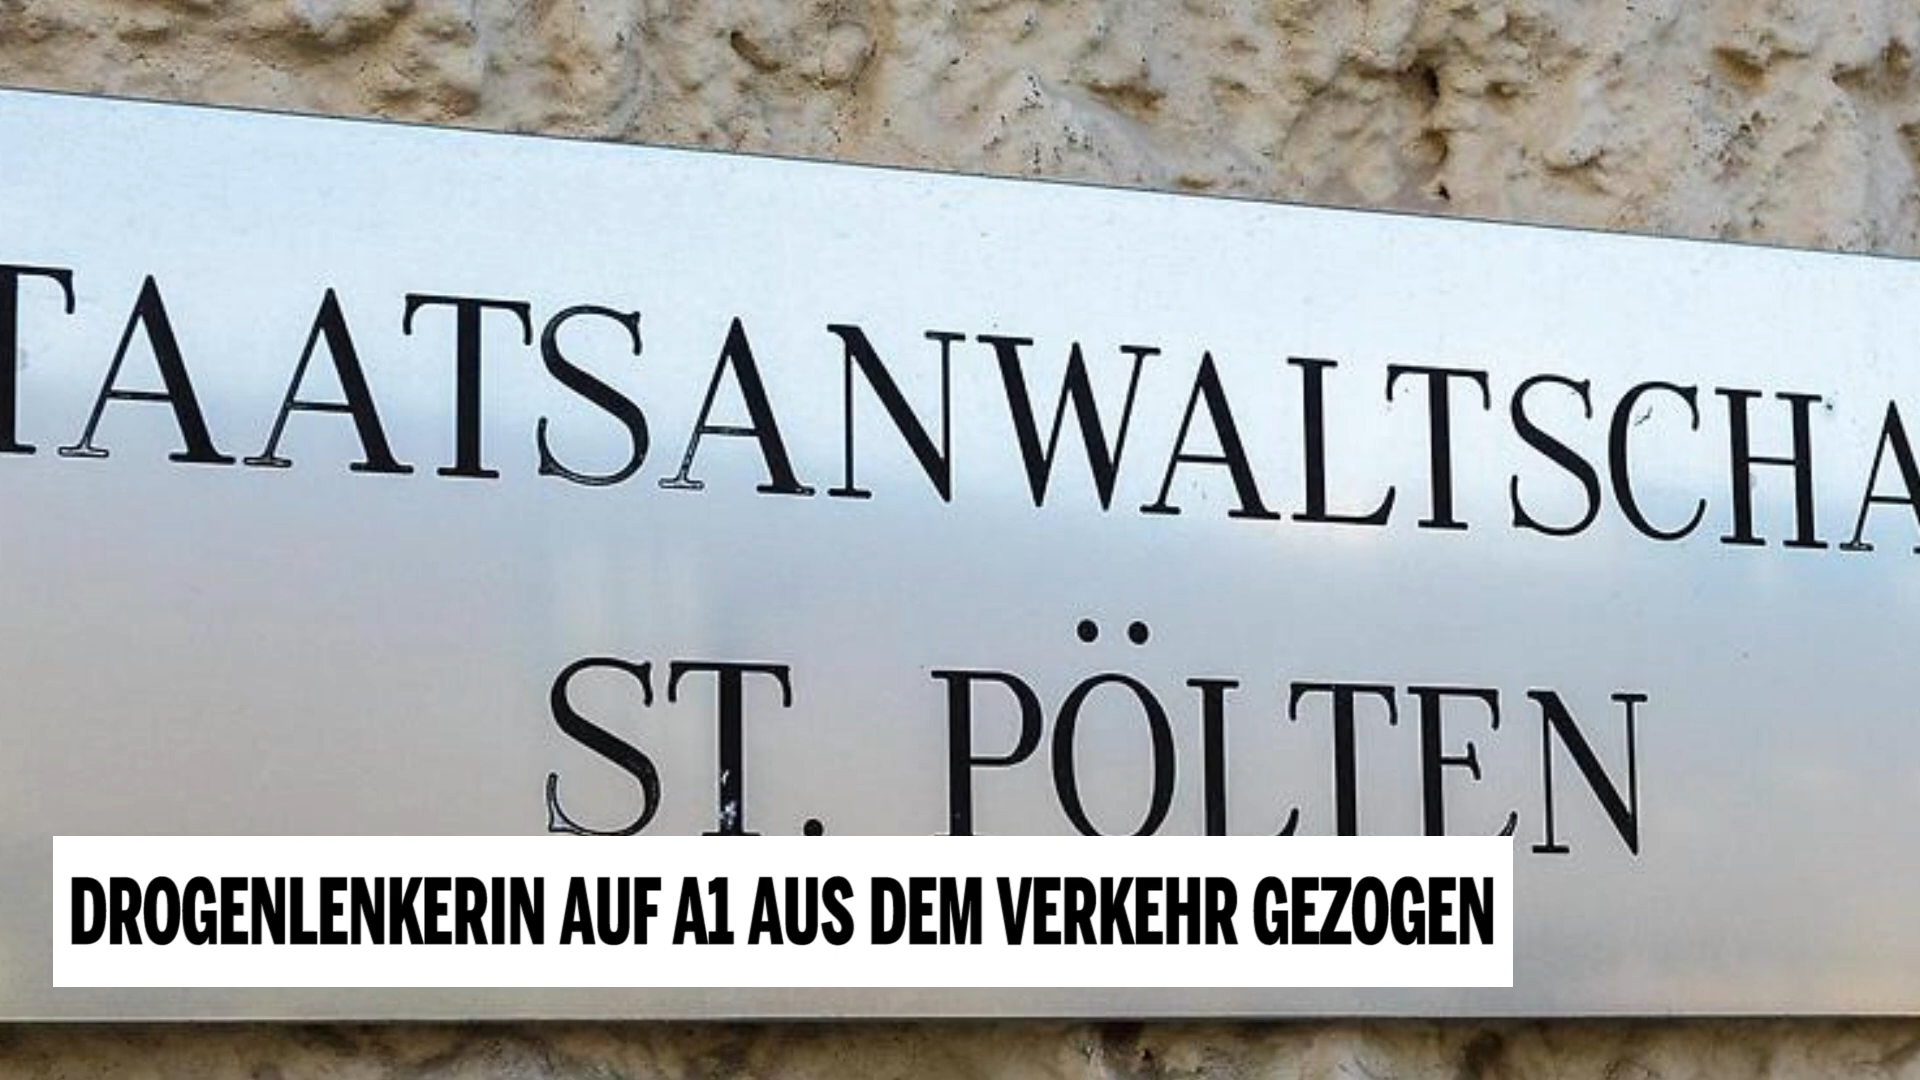 TAATSANWALTSCHA
ST. PÖLTEN
DROGENLENKERIN AUF A1 AUS DEM VERKEHR GEZOGEN